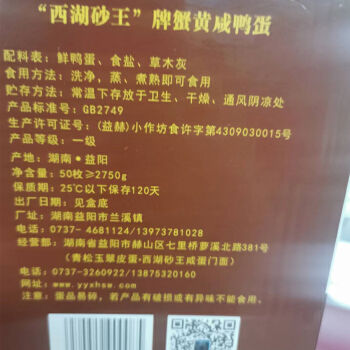 “西湖砂王”牌蟹黄咸鸭蛋
配料表：鲜鸭蛋、食盐、草木灰
食用方法：洗净，蒸、煮熟即可食用
贮存方法：常温下存放于卫生、干燥、通风阴凉处
产品标准号：GB2749
生产许可证号：(益赫)小作坊食许字第4309030015号
产品等级：一级
产地：湖南·益阳
净含量：50枚≥2750g
保质期：25℃以下保存120天
出厂日期：见盒底
厂址：湖南益阳市兰溪镇
电话：0737- 4681124/13973781028
经营部：湖南省益阳市赫山区七里桥萝溪北路381号
（青松玉翠皮蛋·西湖砂王咸蛋门面）
电话：0737-3260922/13875320160
网址：www.yyxhsw.com
注意：蛋品易碎，若产品有破损或有异味不能食用。